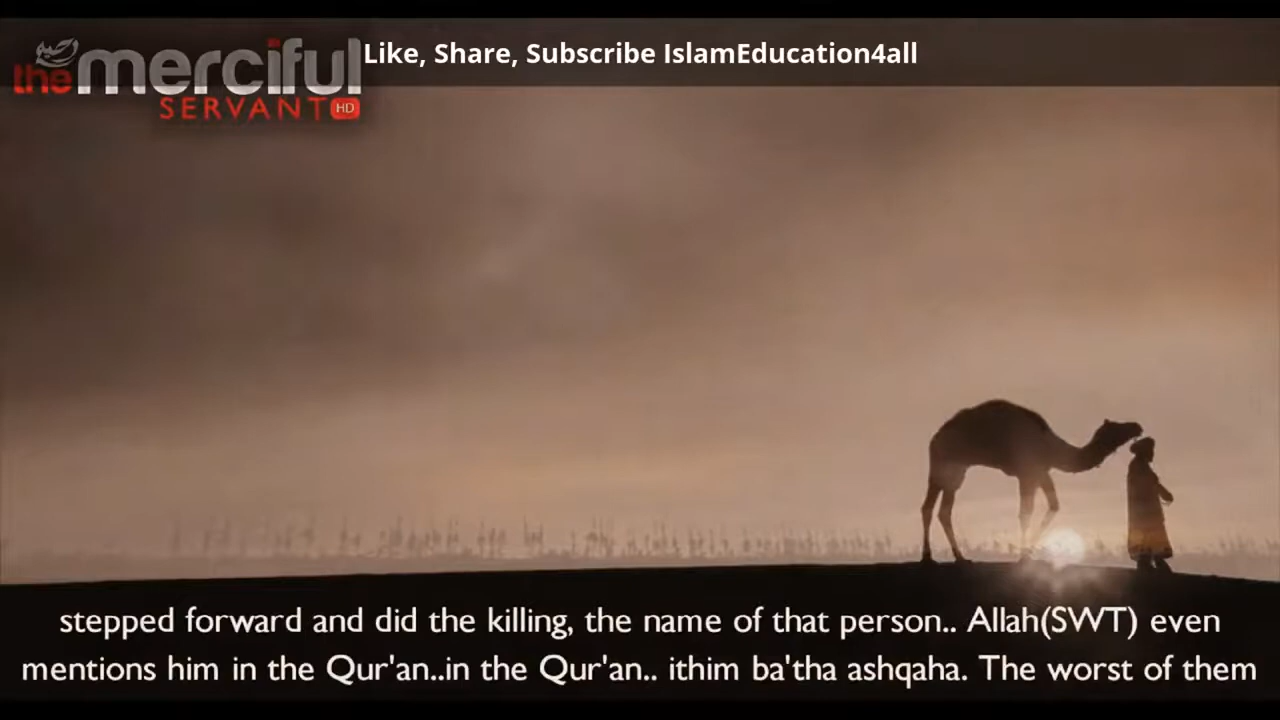 the merciful
SERVANT HD
Like, Share, Subscribe IslamEducation4all
stepped forward and did the killing, the name of that person.. Allah(SWT) even
mentions him in the Qur'an..in the Qur'an.. ithim ba'tha ashqaha. The worst of them